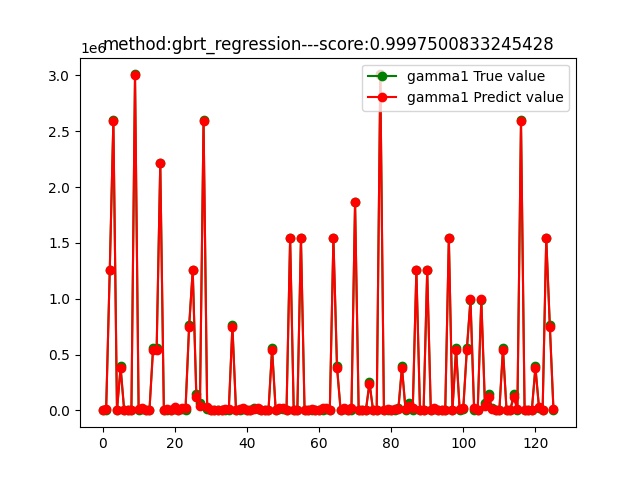 1e6
method:gbrt_regression---score:0.9997500833245428
gamma1 True value
gamma1 Predict value
3.0
2.5
2.0
1.5
1.0
0.5
0.0
0 20 40 60 80 100 120